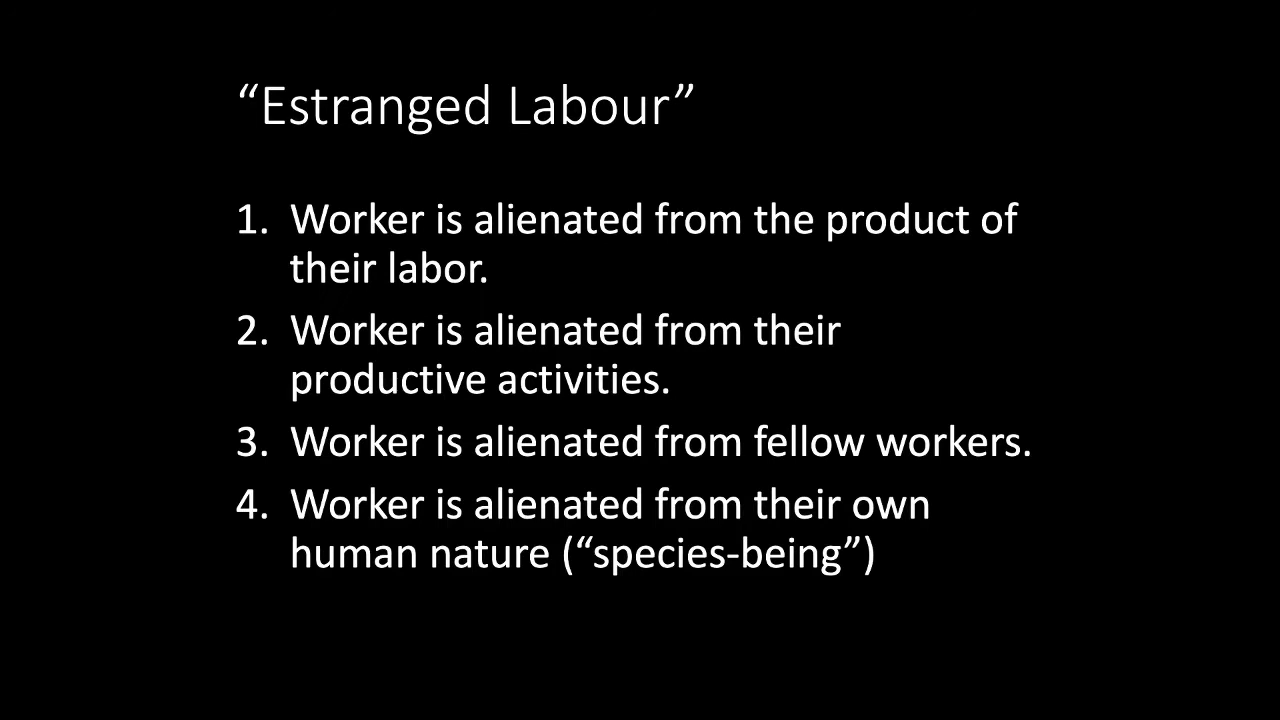 “Estranged Labour”
1. Worker is alienated from the product of
their labor.
2. Worker is alienated from their
productive activities.
3. Worker is alienated from fellow workers.
4. Worker is alienated from their own
human nature (“species-being”)